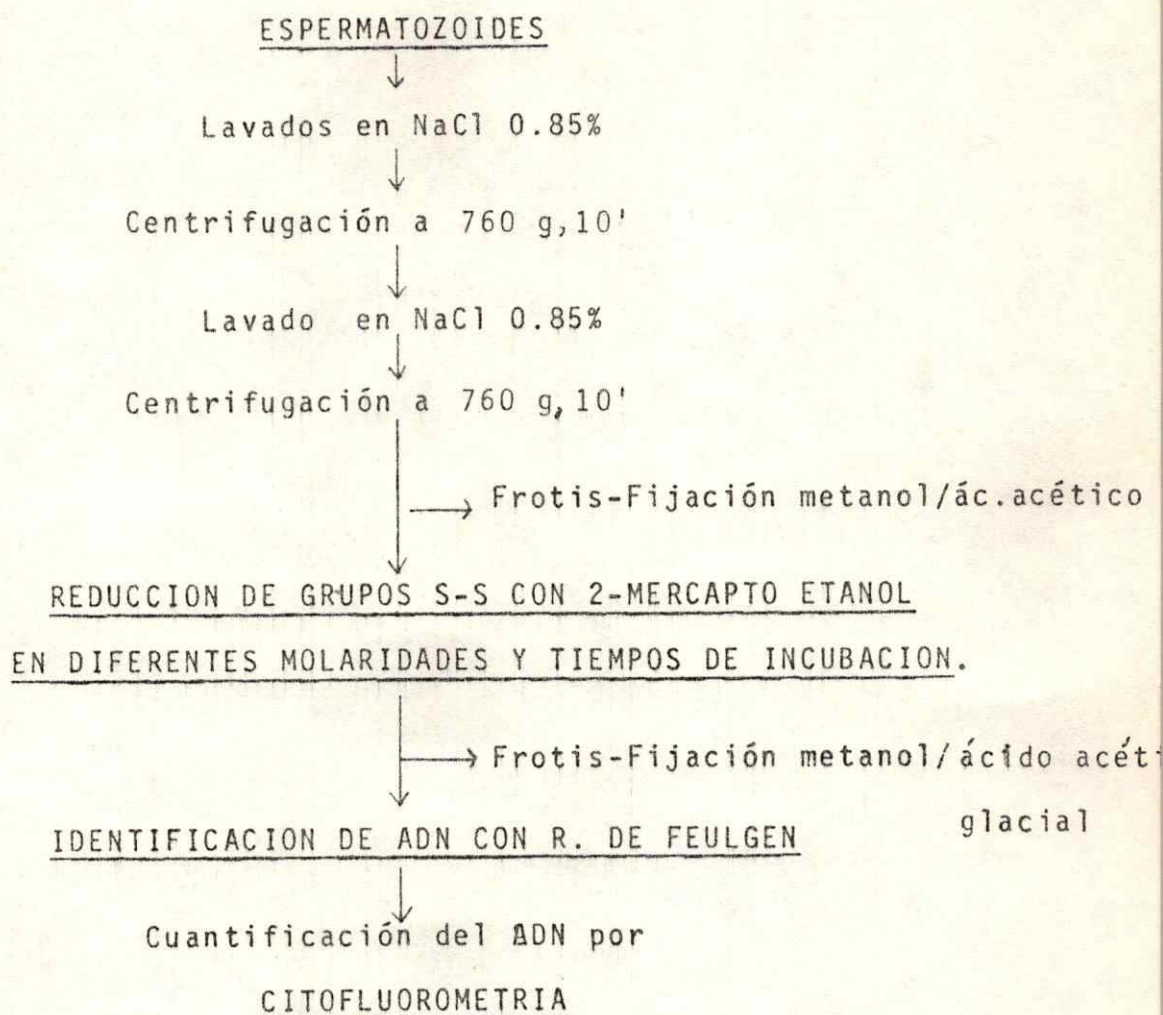 ESPERMATOZOIDES
Lavados en NaCl 0.85%
Centrifugación a 760 g,10'
Lavado en NaCl 0.85%
Centrifugación a 760 g,10'
Frotis-Fijación metanol/ác.acético
REDUCCION DE GRUPOS S-S CON 2-MERCAPTO ETANOL
EN DIFERENTES MOLARIDADES Y TIEMPOS DE INCUBACION.
Frotis-Fijación metanol/ácido acéti
glacial
IDENTIFICACION DE ADN CON R. DE FEULGEN
Cuantificación del ADN por
CITOFLUOROMETRIA